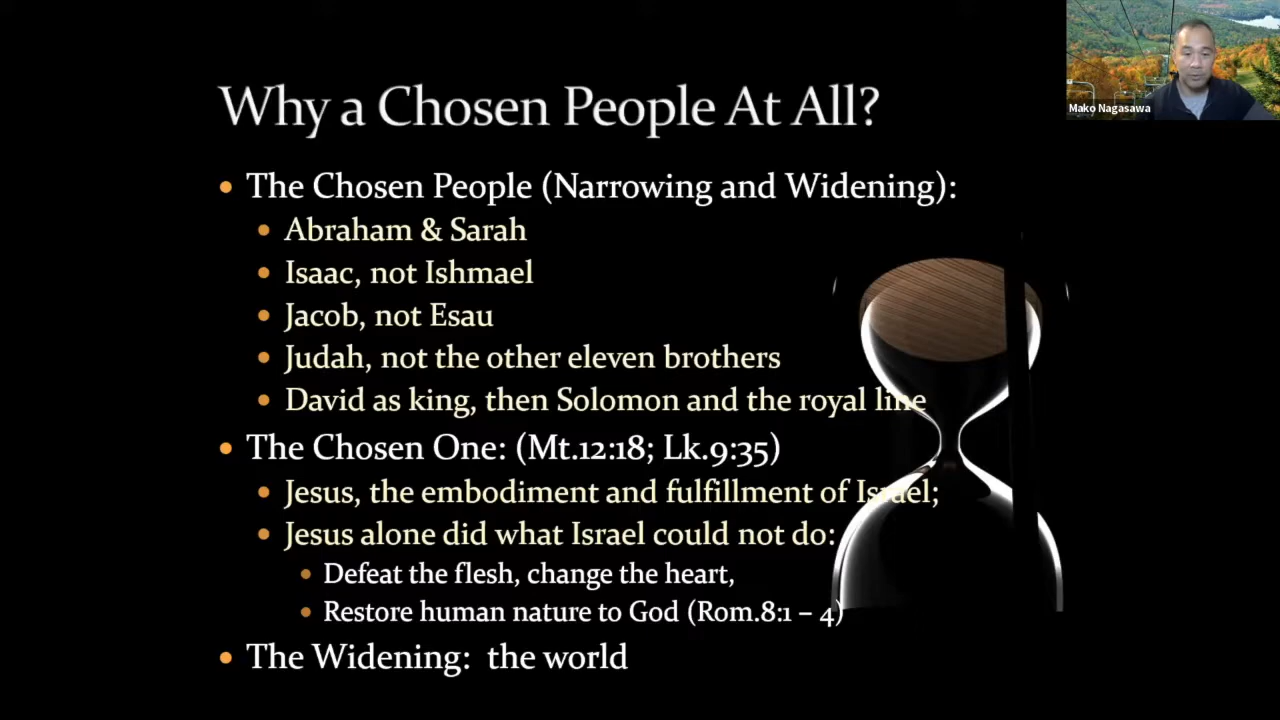 Mako Nagasawa
Why a Chosen People At All?
• The Chosen People (Narrowing and Widening):
• Abraham & Sarah
• Isaac, not Ishmael
• Jacob, not Esau
• Judah, not the other eleven brothers
• David as king, then Solomon and the royal line
• The Chosen One: (Mt.12:18; Lk.9:35)
• Jesus, the embodiment and fulfillment of Israel;
• Jesus alone did what Israel could not do:
• Defeat the flesh, change the heart,
• Restore human nature to God (Rom.8:1 – 4)
• The Widening:  the world